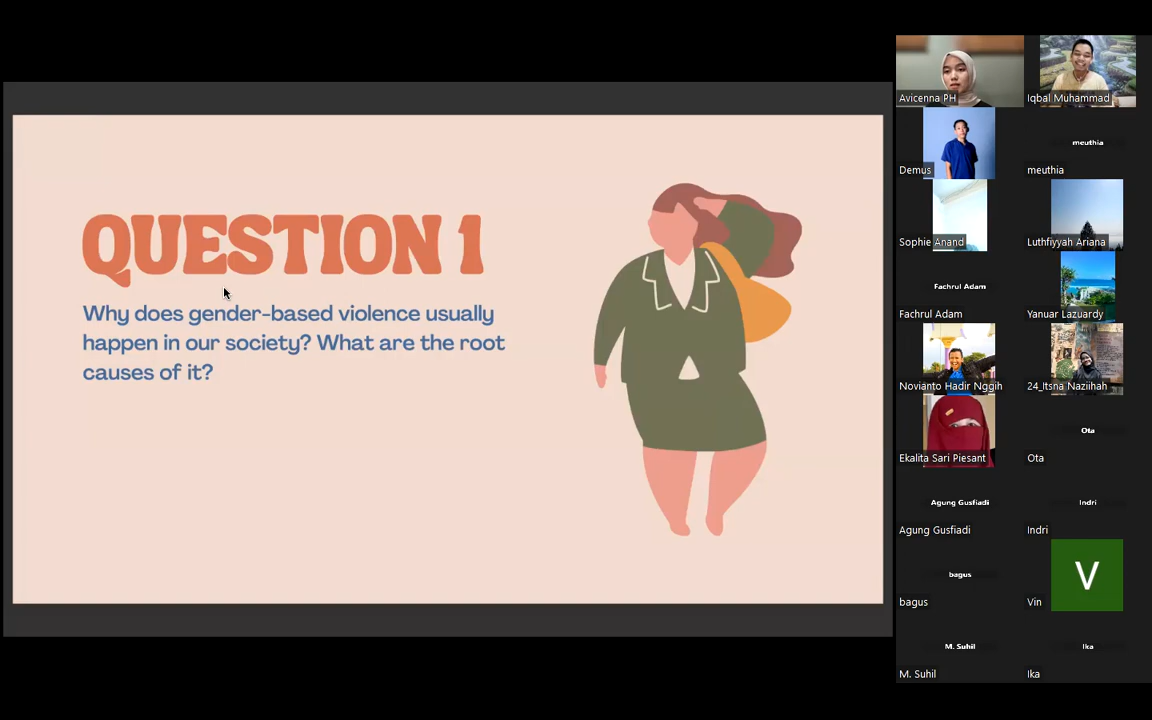 QUESTION 1
Why does gender-based violence usually
happen in our society? What are the root
causes of it?
Avicenna PH
Iqbal Muhammad
Demus
meuthia
meuthia
Sophie Anand
Luthfiyyah Ariana
Fachrul Adam
Fachrul Adam
Yanuar Lazuardy
Novianto Hadir Nggih
24_Itsna Naziihah
Ekalita Sari Piesant
Ota
Ota
Agung Gusfiadi
Agung Gusfiadi
Indri
Indri
bagus
bagus
V
Vin
M. Suhil
M. Suhil
Ika
Ika